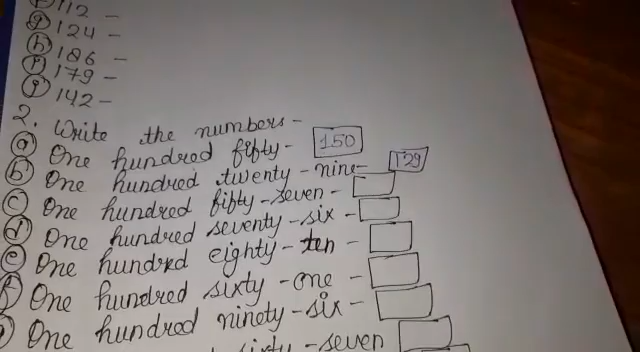 112 -
(g) 124 -
(h) 186 -
(i) 179 -
(j) 142 -
2. Write the numbers -
(a) One hundred fifty - 150
(b) One hundred twenty - nine - 129
(c) One hundred fifty - seven -
(d) One hundred seventy - six -
(e) One hundred eighty - ten -
(f) One hundred sixty - one -
One hundred ninety - six -
sixty - seven